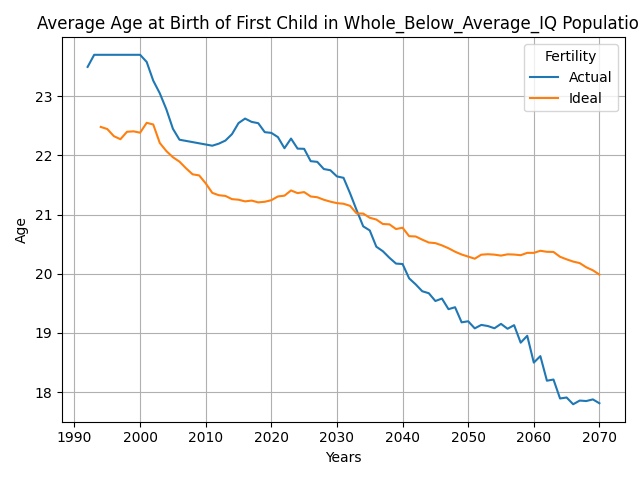 Average Age at Birth of First Child in Whole_Below_Average_IQ Populatio
Fertility
Actual
Ideal
Age
23
22
21
20
19
18
1990 2000 2010 2020 2030 2040 2050 2060 2070
Years